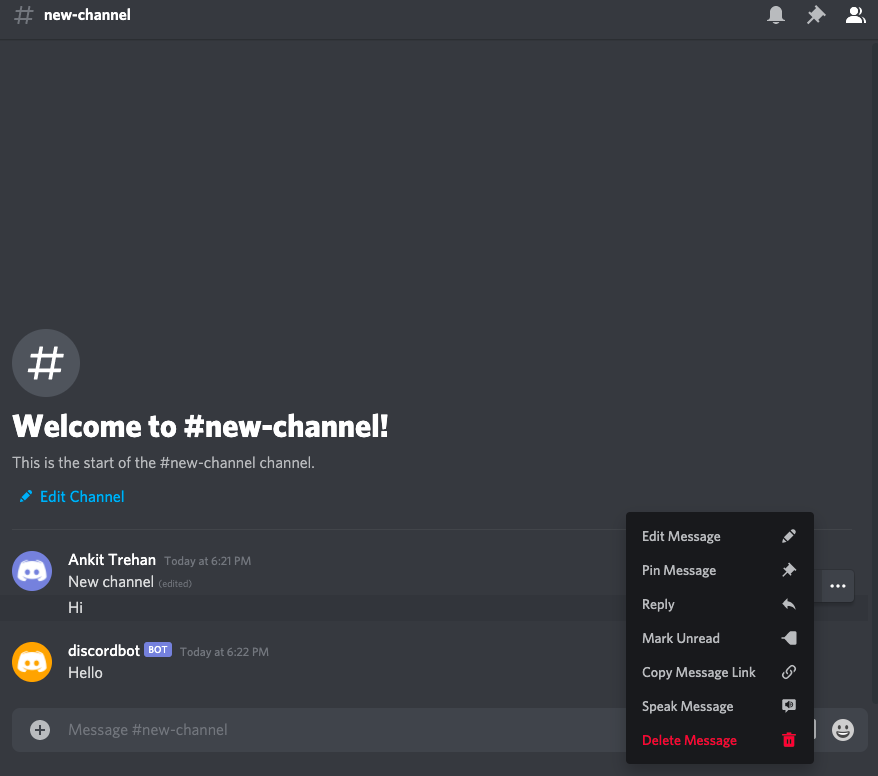 new-channel
Welcome to #new-channel!
This is the start of the #new-channel channel.
Edit Channel
Ankit Trehan Today at 6:21 PM
New channel (edited)
Hi
discordbot BOT Today at 6:22 PM
Hello
Message #new-channel
Edit Message
Pin Message
Reply
Mark Unread
Copy Message Link
Speak Message
Delete Message